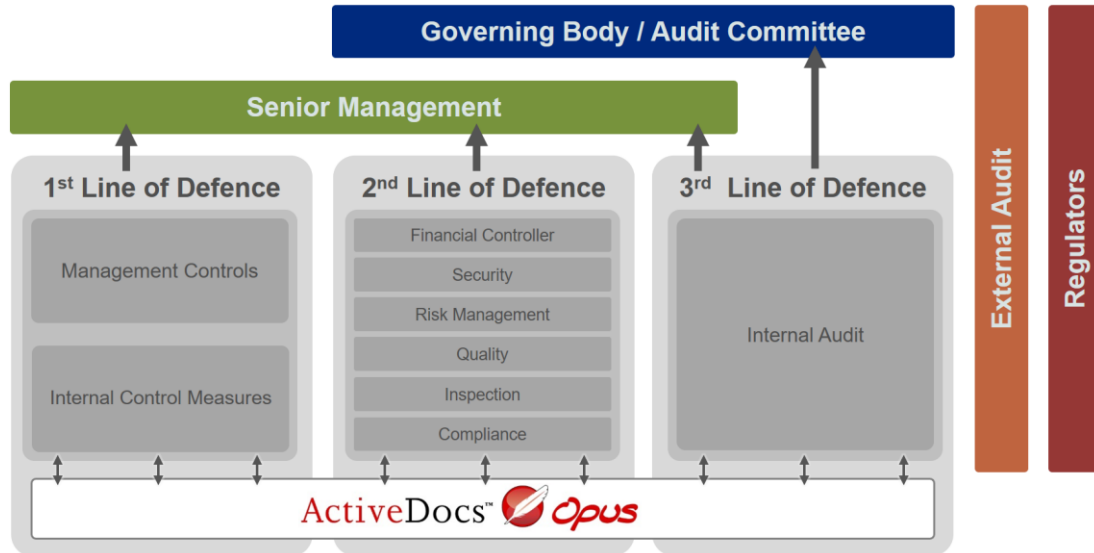 Governing Body / Audit Committee
Senior Management
1st Line of Defence
Management Controls
Internal Control Measures
2nd Line of Defence
Financial Controller
Security
Risk Management
Quality
Inspection
Compliance
3rd Line of Defence
Internal Audit
ActiveDocs™ Opus
External Audit
Regulators